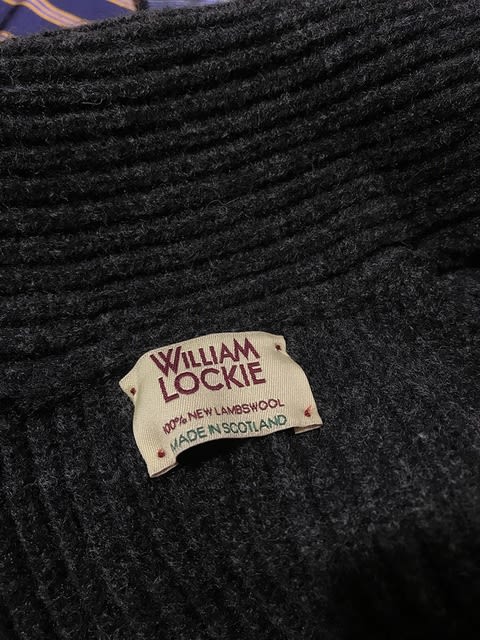 WILLIAM
LOCKIE
100% NEW LAMBSWOOL
MADE IN SCOTLAND